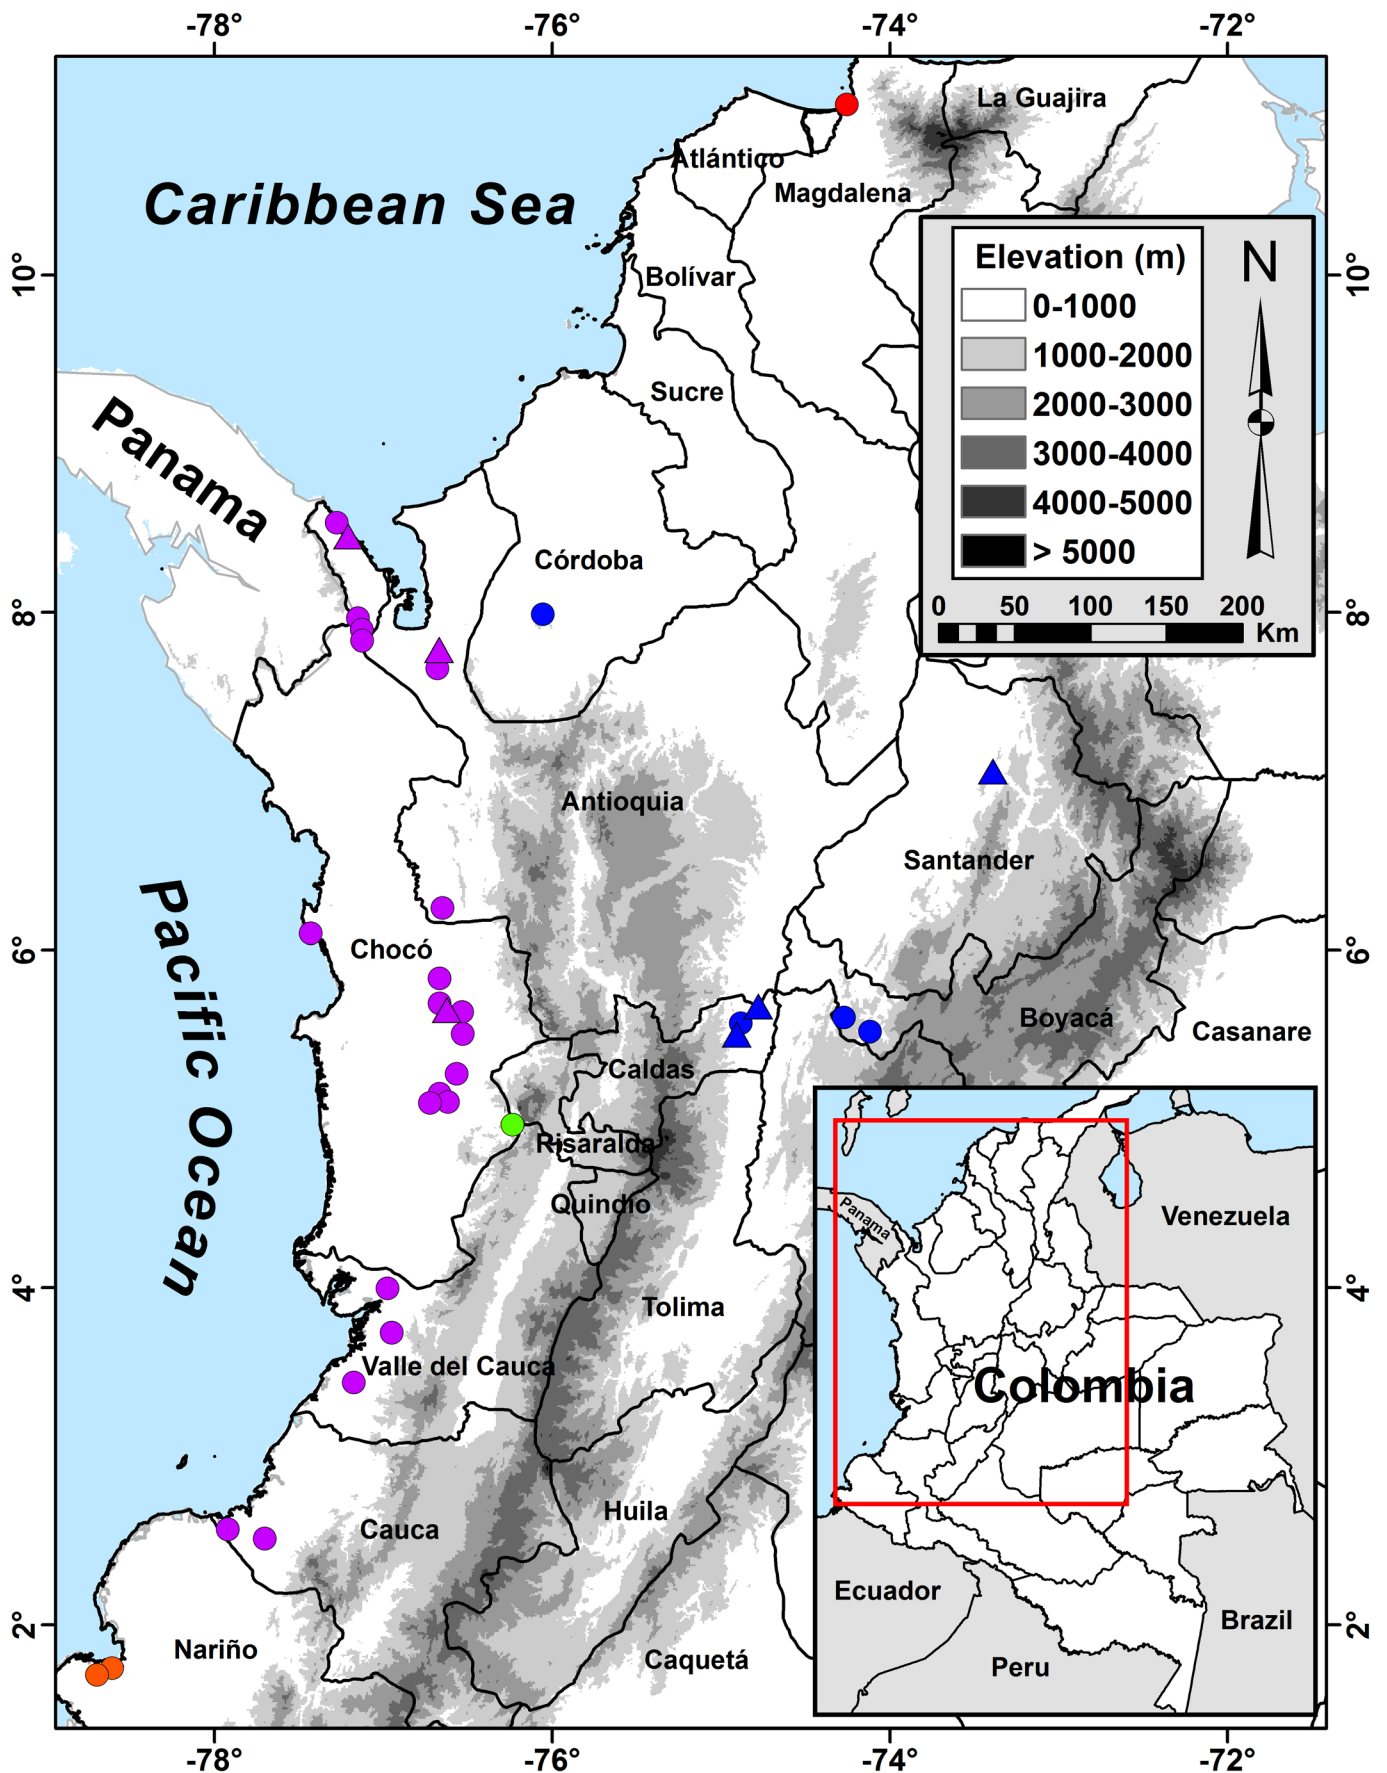 -78°
-76°
-74°
-72°
La Guajira
Atlántico
Magdalena
Caribbean Sea
Elevation (m)
N
10°
10°
Bolívar
0-1000
1000-2000
Sucre
2000-3000
Panama
3000-4000
4000-5000
> 5000
Córdoba
0 50 100 150 200
Km
8°
8°
Antioquia
Santander
Pacific Ocean
6°
6°
Chocó
Boyacá
Casanare
Caldas
Risaralda
Quindío
Panama
Venezuela
4°
4°
Tolima
Valle del Cauca
Colombia
Huila
Cauca
Ecuador
2°
2°
Brazil
Nariño
Caquetá
Peru
-78°
-76°
-74°
-72°